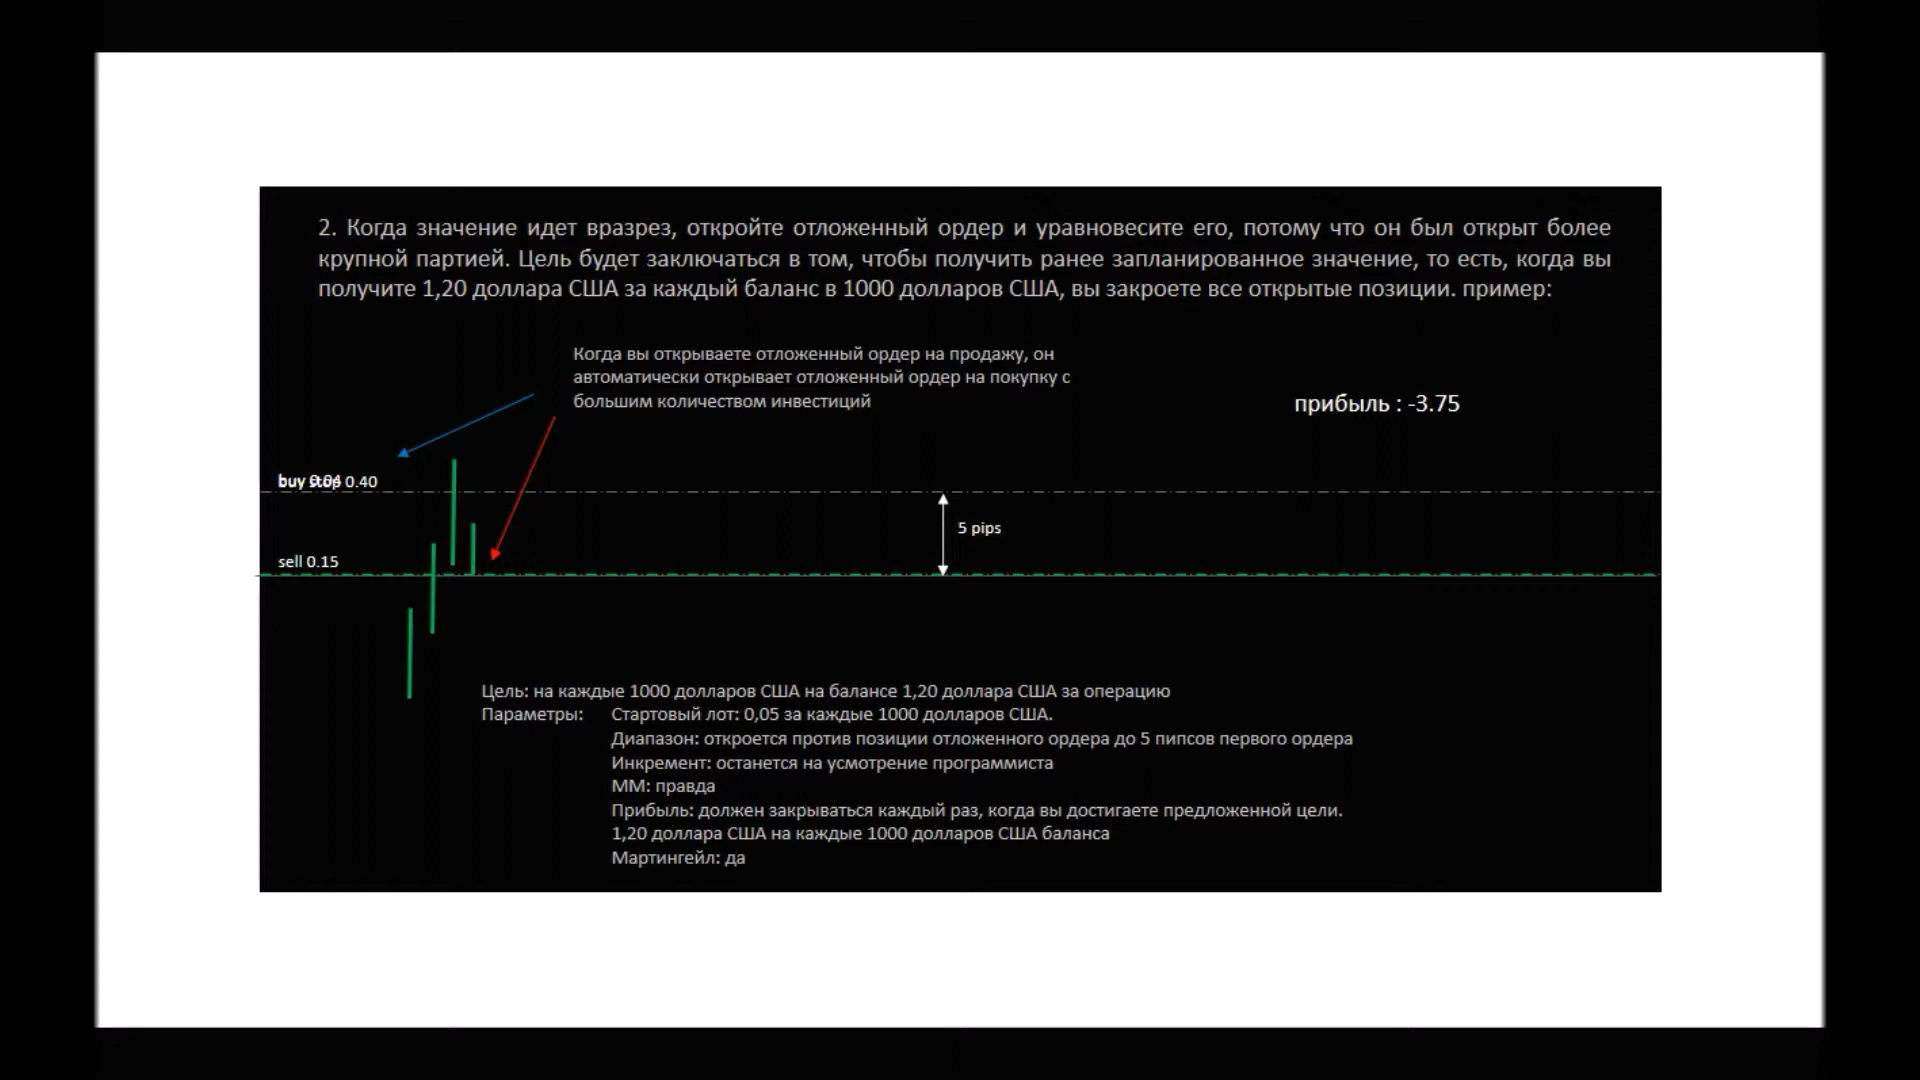 2. Когда значение идет вразрез, откройте отложенный ордер и уравновесите его, потому что он был открыт более
крупной партией. Цель будет заключаться в том, чтобы получить ранее запланированное значение, то есть, когда вы
получите 1,20 доллара США за каждый баланс в 1000 долларов США, вы закроете все открытые позиции. пример:
Когда вы открываете отложенный ордер на продажу, он
автоматически открывает отложенный ордер на покупку с
большим количеством инвестиций
прибыль : -3.75
buy stop 0.40
5 pips
sell 0.15
Цель: на каждые 1000 долларов США на балансе 1,20 доллара США за операцию
Параметры: Стартовый лот: 0,05 за каждые 1000 долларов США.
Диапазон: откроется против позиции отложенного ордера до 5 пипсов первого ордера
Инкремент: останется на усмотрение программиста
ММ: правда
Прибыль: должен закрываться каждый раз, когда вы достигаете предложенной цели.
1,20 доллара США на каждые 1000 долларов США баланса
Мартингейл: да